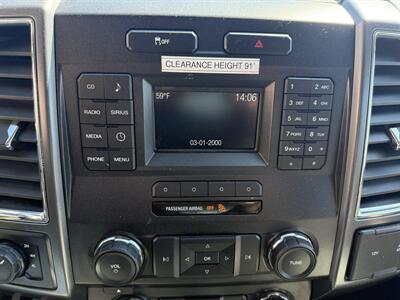 OFF
CLEARANCE HEIGHT 91"
CD
RADIO
SIRIUS
MEDIA
PHONE
MENU
59°F
14:06
03-01-2000
1
2 ABC
3 DEF
4 GHI
5 JKL
6 MNO
7 PQRS
8 TUV
9 WXYZ
0
#
PASSENGER AIRBAG OFF
VOL
OK
TUNE
12V